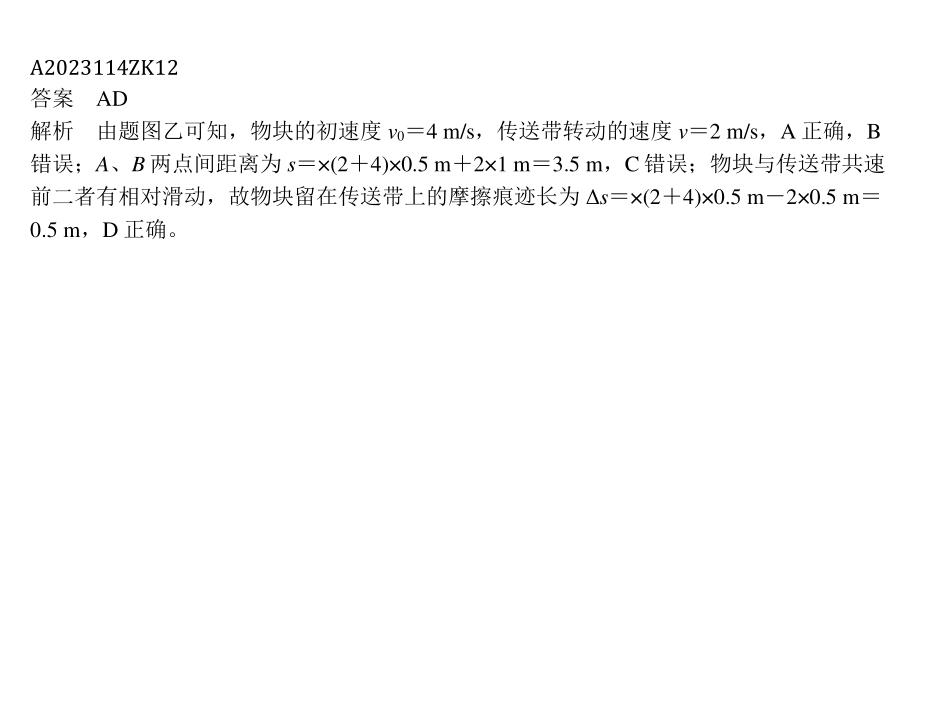 A2023114ZK12
答案　AD
解析　由题图乙可知，物块的初速度 v₀＝4 m/s，传送带转动的速度 v＝2 m/s，A 正确，B
错误；A、B 两点间距离为 s＝×(2＋4)×0.5 m＋2×1 m＝3.5 m，C 错误；物块与传送带共速
前二者有相对滑动，故物块留在传送带上的摩擦痕迹长为 Δs＝×(2＋4)×0.5 m－2×0.5 m＝
0.5 m，D 正确。